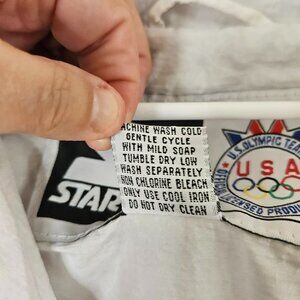 MACHINE WASH COLD
GENTLE CYCLE
WITH MILD SOAP
TUMBLE DRY LOW
WASH SEPARATELY
NON CHLORINE BLEACH
ONLY USE COOL IRON
DO NOT DRY CLEAN
STAR
U.S. OLYMPIC TEAM
USA